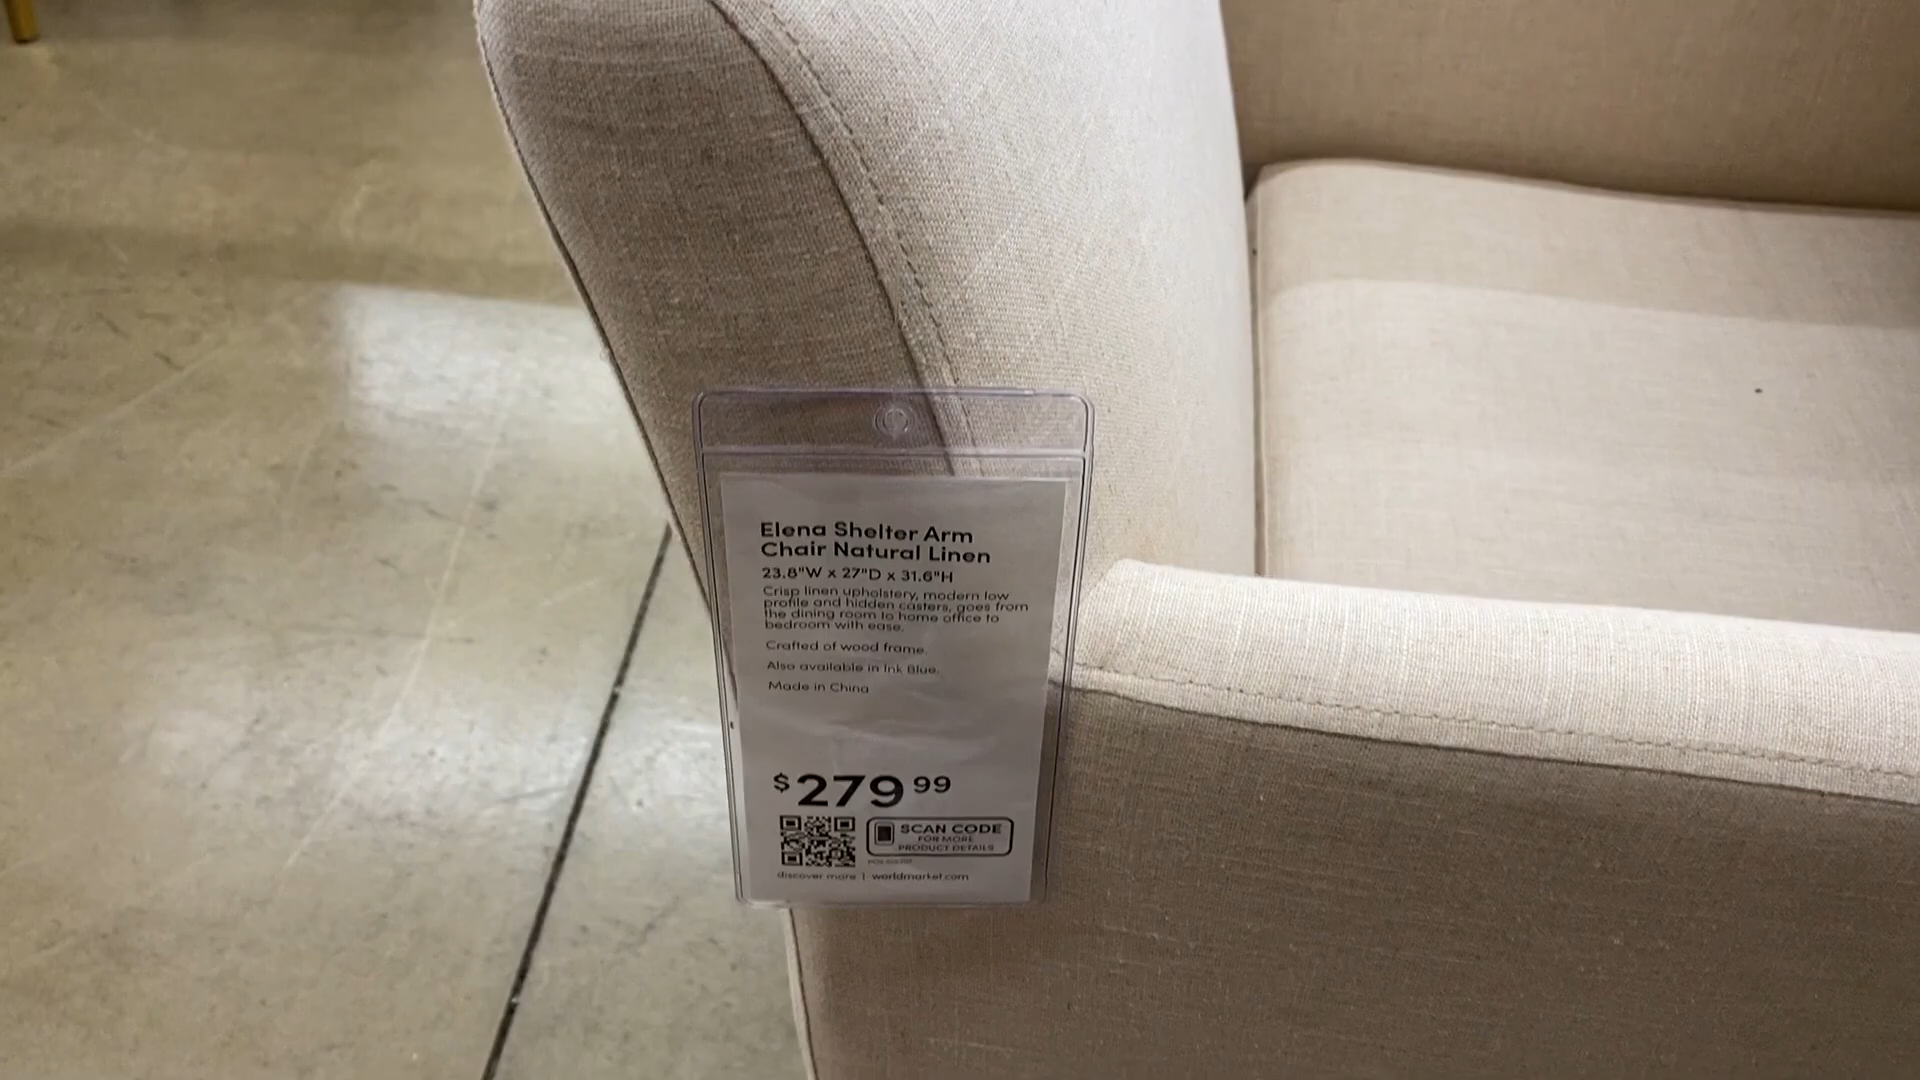 Elena Shelter Arm
Chair Natural Linen
23.8"W x 27"D x 31.6"H
Crisp linen upholstery, modern low
profile and hidden casters, goes from
the dining room to home office to
bedroom with ease.
Crafted of wood frame.
Also available in Ink Blue.
Made in China
$279 99
SCAN CODE
FOR MORE
PRODUCT DETAILS
discover more | worldmarket.com